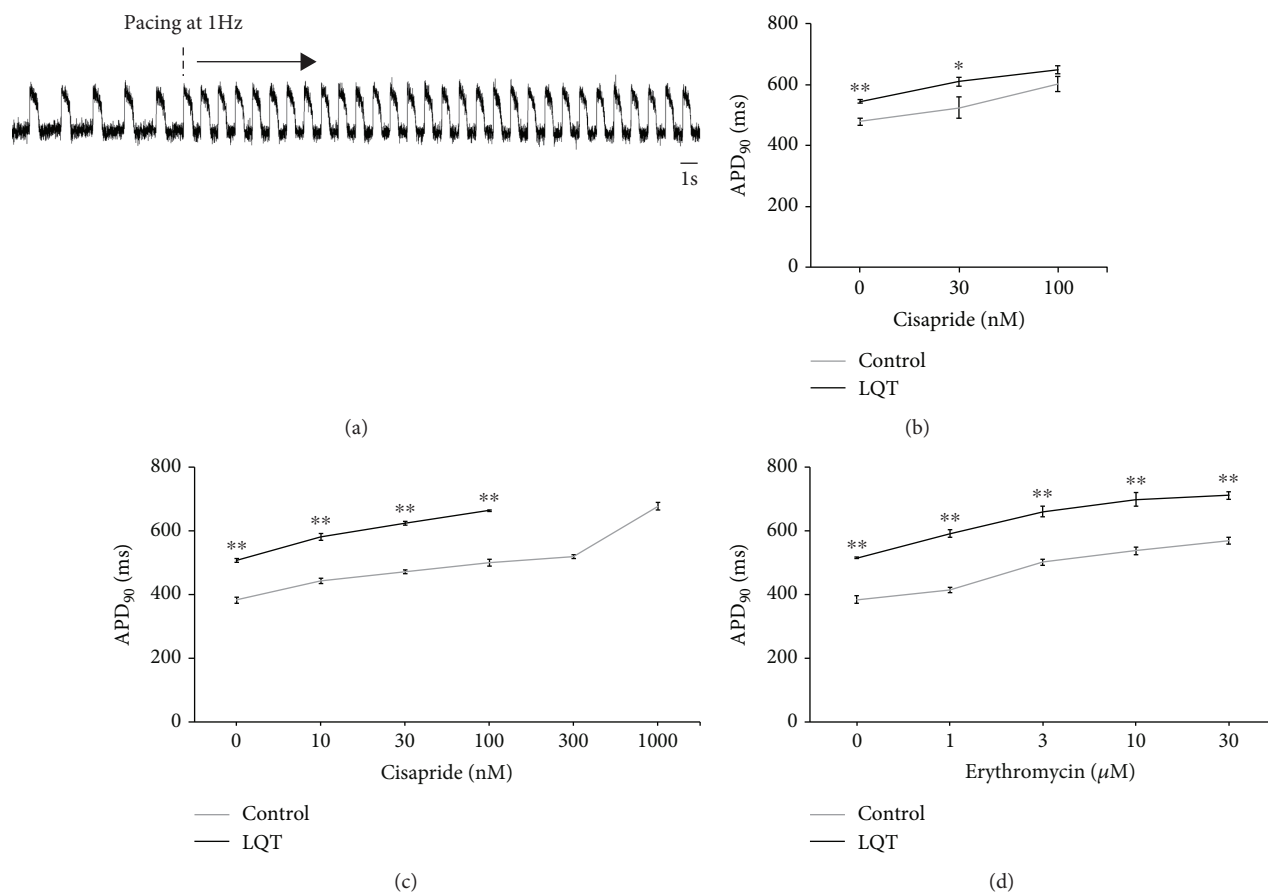 Pacing at 1Hz
1s
(a)
APD90 (ms)
800
600
400
200
0
** *
0 30 100
Cisapride (nM)
Control
LQT
(b)
APD90 (ms)
800
600
400
200
0
** ** ** **
0 10 30 100 300 1000
Cisapride (nM)
Control
LQT
(c)
APD90 (ms)
800
600
400
200
0
** ** ** ** **
0 1 3 10 30
Erythromycin (μM)
Control
LQT
(d)